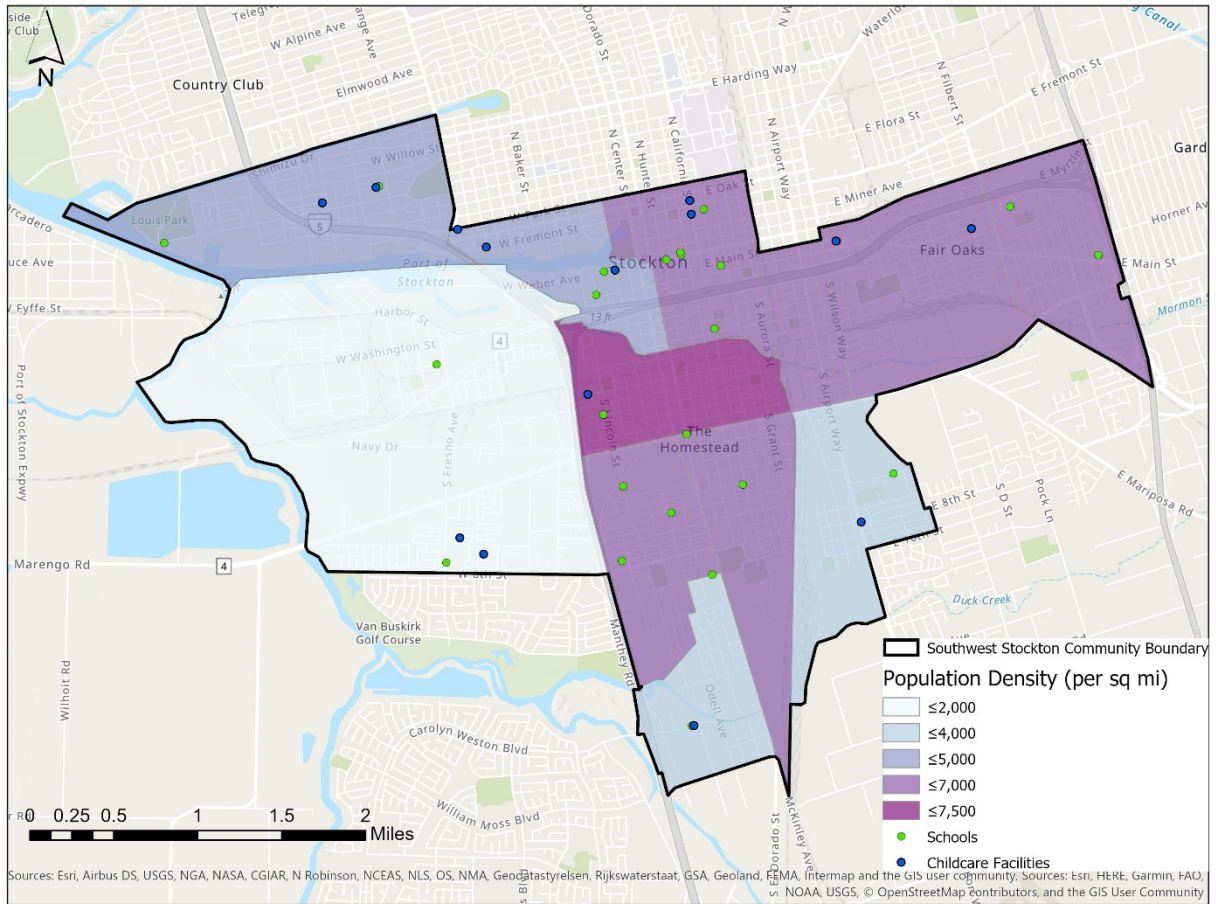 Country Club
N
W Alpine Ave
Elmwood Ave
Shimizu Dr
W Willow St
N Baker St
N Center St
N Hunter St
E Harding Way
N Airport Way
N Filbert St
E Fremont St
E Flora St
E Miner Ave
E Oak St
E Myrtle St
Gard
Horner Av
Louis Park
5
W Fremont St
Port of
Stockton
W Weber Ave
Stockton
E Main St
Fair Oaks
E Main St
Mormon S
W Fyffe St
Harbor St
13 ft
W Washington St
4
S Aurora St
S Wilson Way
S Airport Way
Port of Stockton Expwy
Navy Dr
S Fresno Ave
S Lincoln St
The
Homestead
S Grant St
E 8th St
S D St
Pock Ln
E Mariposa Rd
Marengo Rd
4
W 8th St
Duck Creek
Van Buskirk
Golf Course
Manthey Rd
Wilhoit Rd
Odell Ave
Carolyn Weston Blvd
William Moss Blvd
S El Dorado St
McKinley Ave
Southwest Stockton Community Boundary
Population Density (per sq mi)
≤2,000
≤4,000
≤5,000
≤7,000
≤7,500
Schools
Childcare Facilities
0 0.25 0.5 1 1.5 2
Miles
Sources: Esri, Airbus DS, USGS, NGA, NASA, CGIAR, N Robinson, NCEAS, NLS, OS, NMA, Geodatastyrelsen, Rijkswaterstaat, GSA, Geoland, FEMA, Intermap and the GIS user community, Sources: Esri, HERE, Garmin, FAO,
NOAA, USGS, © OpenStreetMap contributors, and the GIS User Community